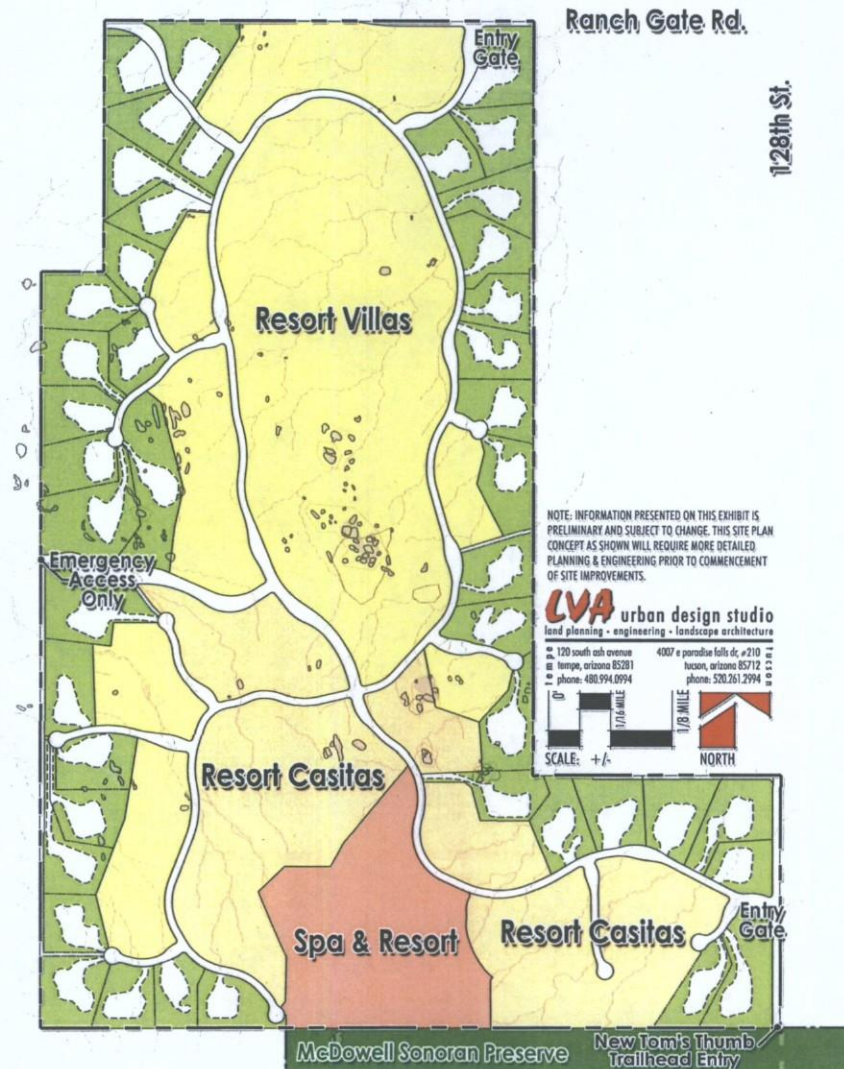 Ranch Gate Rd.
Entry
Gate
128th St.
Resort Villas
NOTE: INFORMATION PRESENTED ON THIS EXHIBIT IS
PRELIMINARY AND SUBJECT TO CHANGE. THIS SITE PLAN
CONCEPT AS SHOWN WILL REQUIRE MORE DETAILED
PLANNING & ENGINEERING PRIOR TO COMMENCEMENT
OF SITE IMPROVEMENTS.
Emergency
Access
Only
LVA urban design studio
land planning • engineering • landscape architecture
tempe
120 south ash avenue
tempe, arizona 85281
phone: 480.994.0994
4007 e paradise falls dr, #210
tucson, arizona 85712
phone: 520.261.2994
tucson
0
1/16 MILE
1/8 MILE
SCALE: +/-
NORTH
Resort Casitas
Spa & Resort
Resort Casitas
Entry
Gate
McDowell Sonoran Preserve
New Tom's Thumb
Trailhead Entry